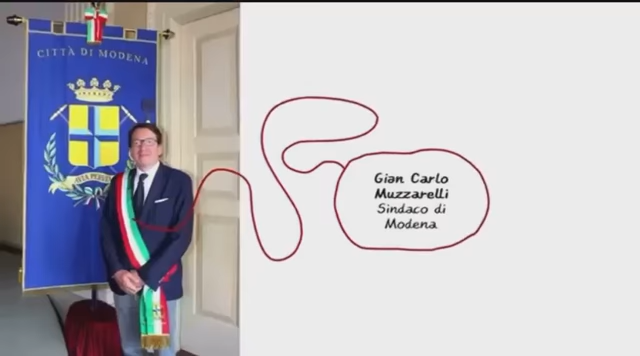 CITTÀ DI MODENA
Gian Carlo
Muzzarelli
Sindaco di
Modena